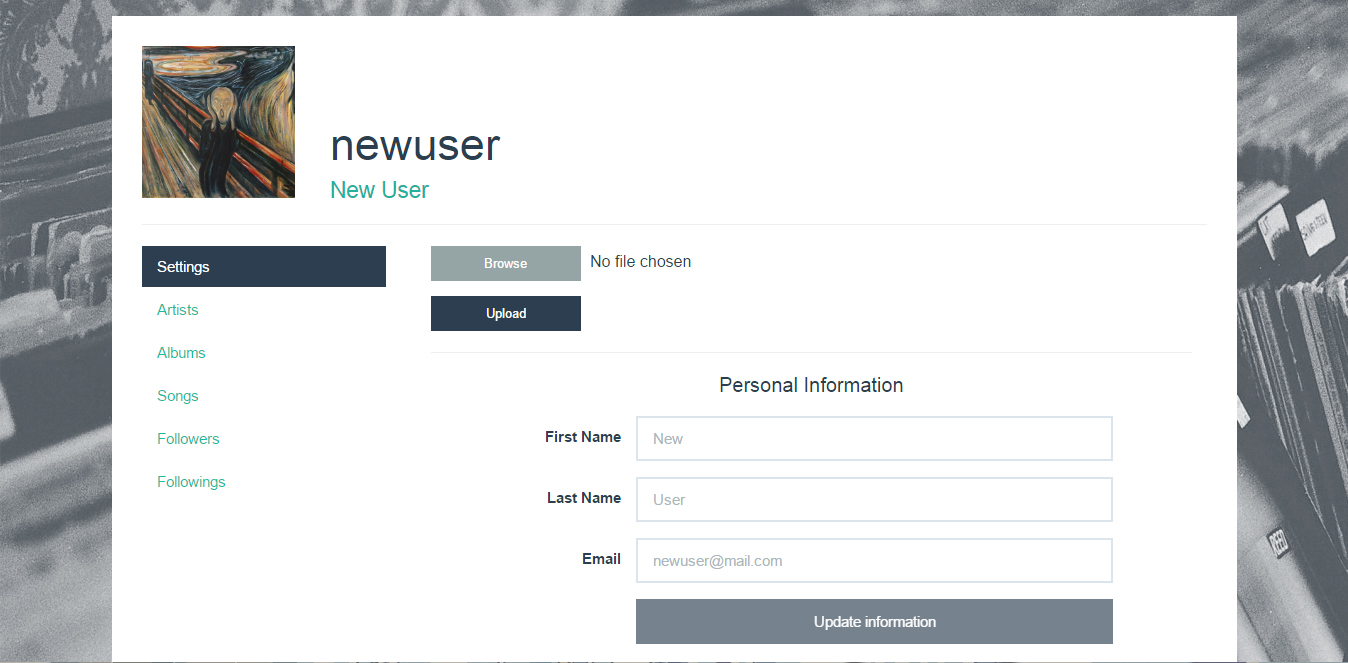 newuser
New User
Settings
Artists
Albums
Songs
Followers
Followings
Browse No file chosen
Upload
Personal Information
First Name New
Last Name User
Email newuser@mail.com
Update information